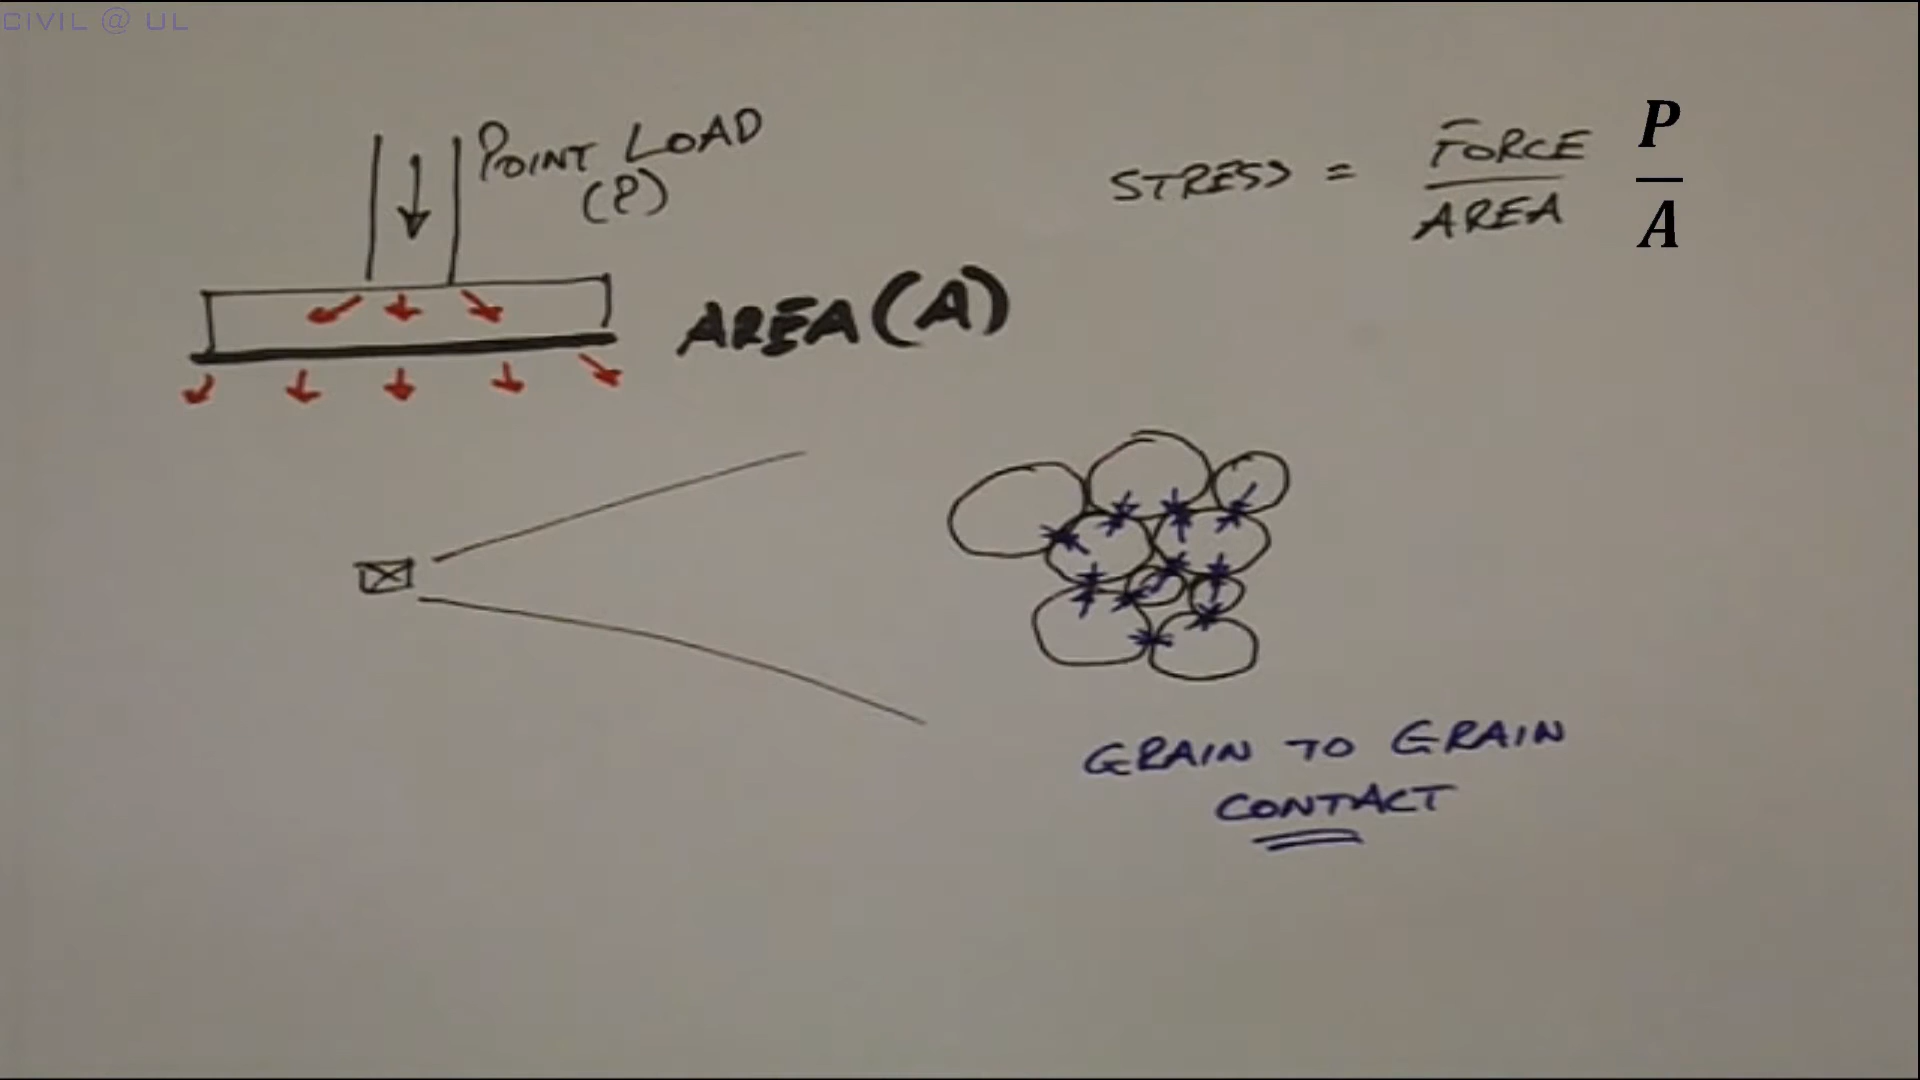 CIVIL @ UL
POINT LOAD
(P)
STRESS = FORCE / AREA
P / A
AREA (A)
GRAIN TO GRAIN
CONTACT